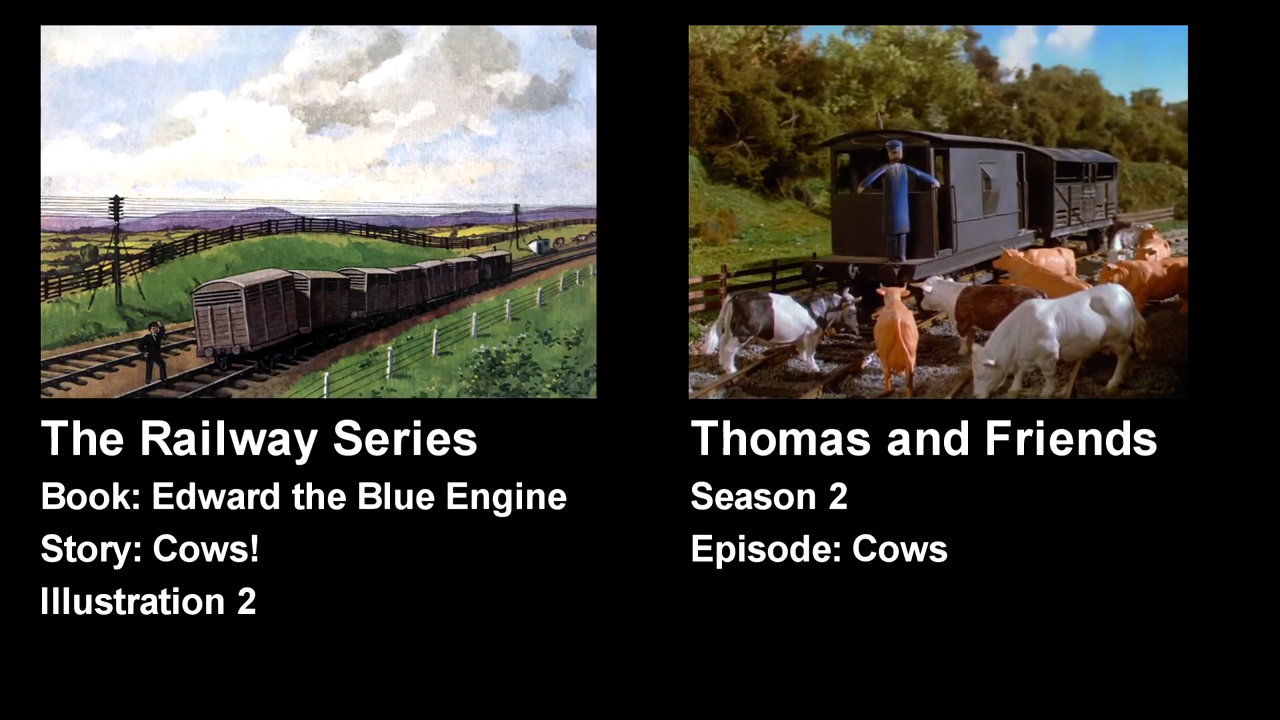 The Railway Series
Book: Edward the Blue Engine
Story: Cows!
Illustration 2
Thomas and Friends
Season 2
Episode: Cows